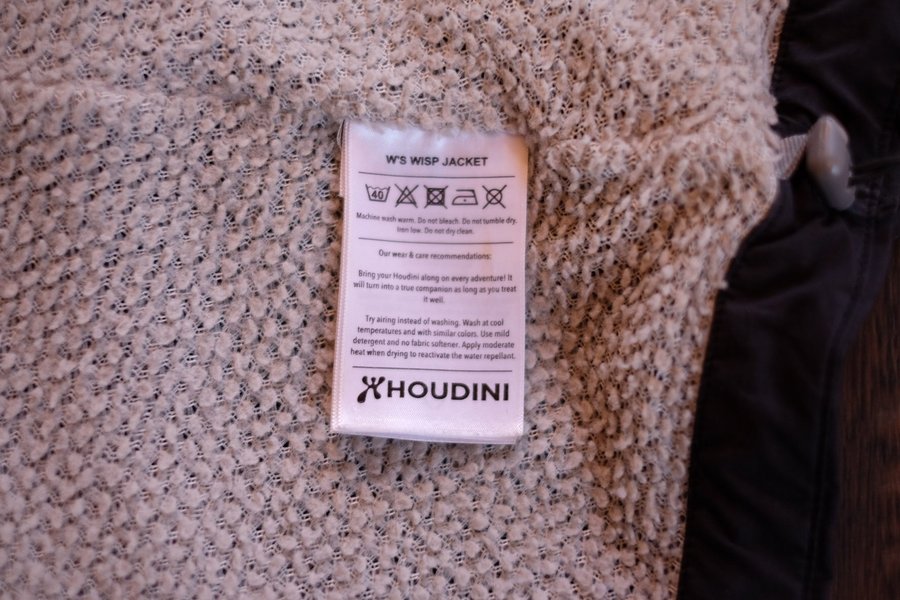 W'S WISP JACKET
40
Machine wash warm. Do not bleach. Do not tumble dry.
Iron low. Do not dry clean.
Our wear & care recommendations:
Bring your Houdini along on every adventure! It
will turn into a true companion as long as you treat
it well.
Try airing instead of washing. Wash at cool
temperatures and with similar colors. Use mild
detergent and no fabric softener. Apply moderate
heat when drying to reactivate the water repellant.
HOUDINI